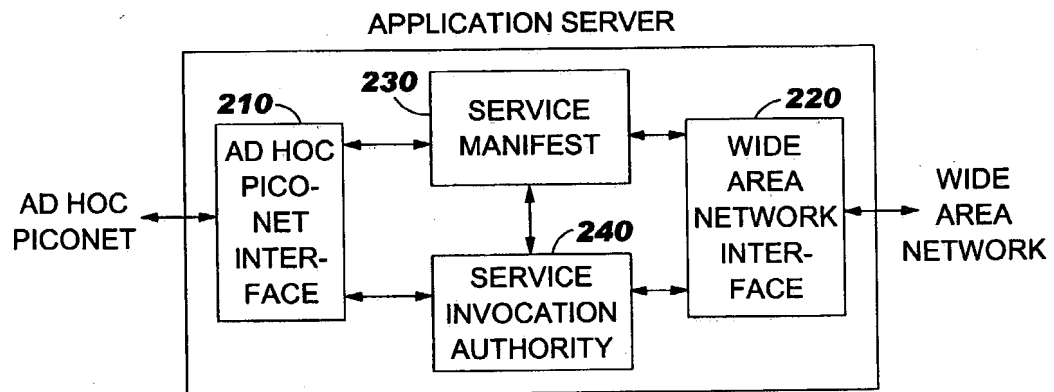 APPLICATION SERVER
230
SERVICE
MANIFEST
210
AD HOC
PICO-
NET
INTER-
FACE
220
WIDE
AREA
NETWORK
INTER-
FACE
AD HOC
PICONET
WIDE
AREA
NETWORK
240
SERVICE
INVOCATION
AUTHORITY